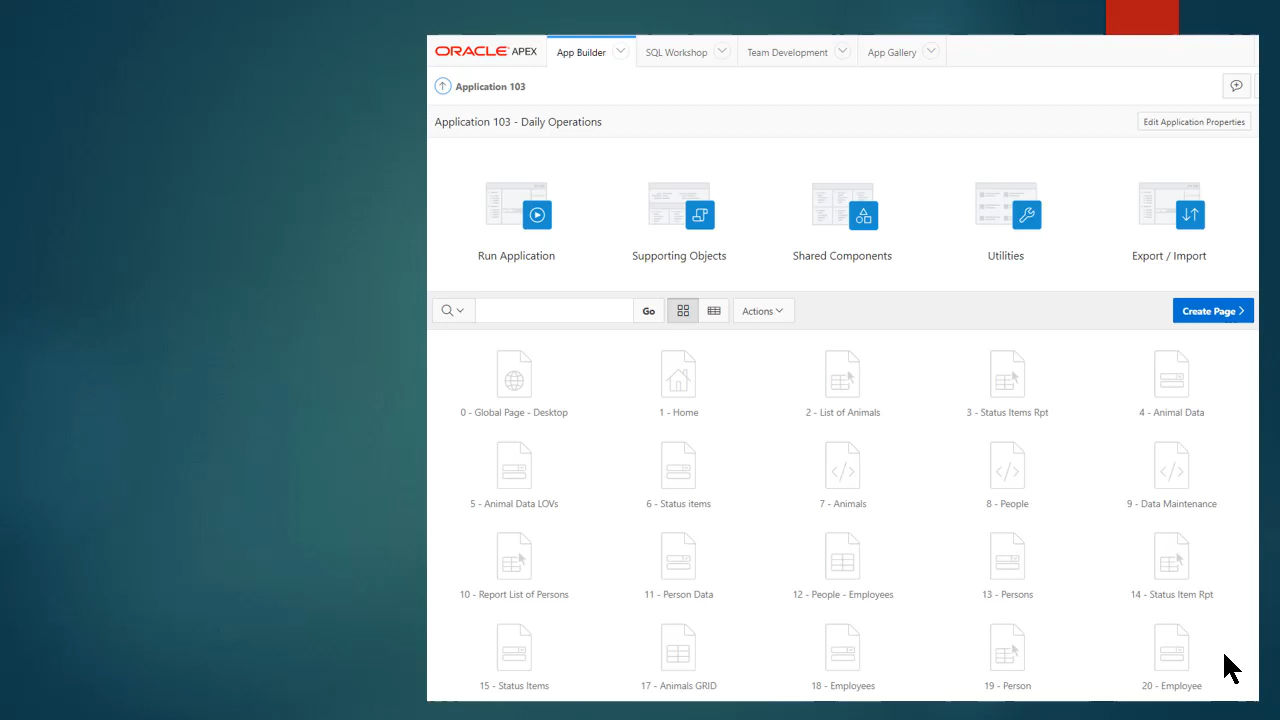 ORACLE APEX App Builder SQL Workshop Team Development App Gallery
Application 103
Application 103 - Daily Operations Edit Application Properties
Run Application Supporting Objects Shared Components Utilities Export / Import
Go Actions Create Page
0 - Global Page - Desktop 1 - Home 2 - List of Animals 3 - Status Items Rpt 4 - Animal Data
5 - Animal Data LOVs 6 - Status items 7 - Animals 8 - People 9 - Data Maintenance
10 - Report List of Persons 11 - Person Data 12 - People - Employees 13 - Persons 14 - Status Item Rpt
15 - Status Items 17 - Animals GRID 18 - Employees 19 - Person 20 - Employee